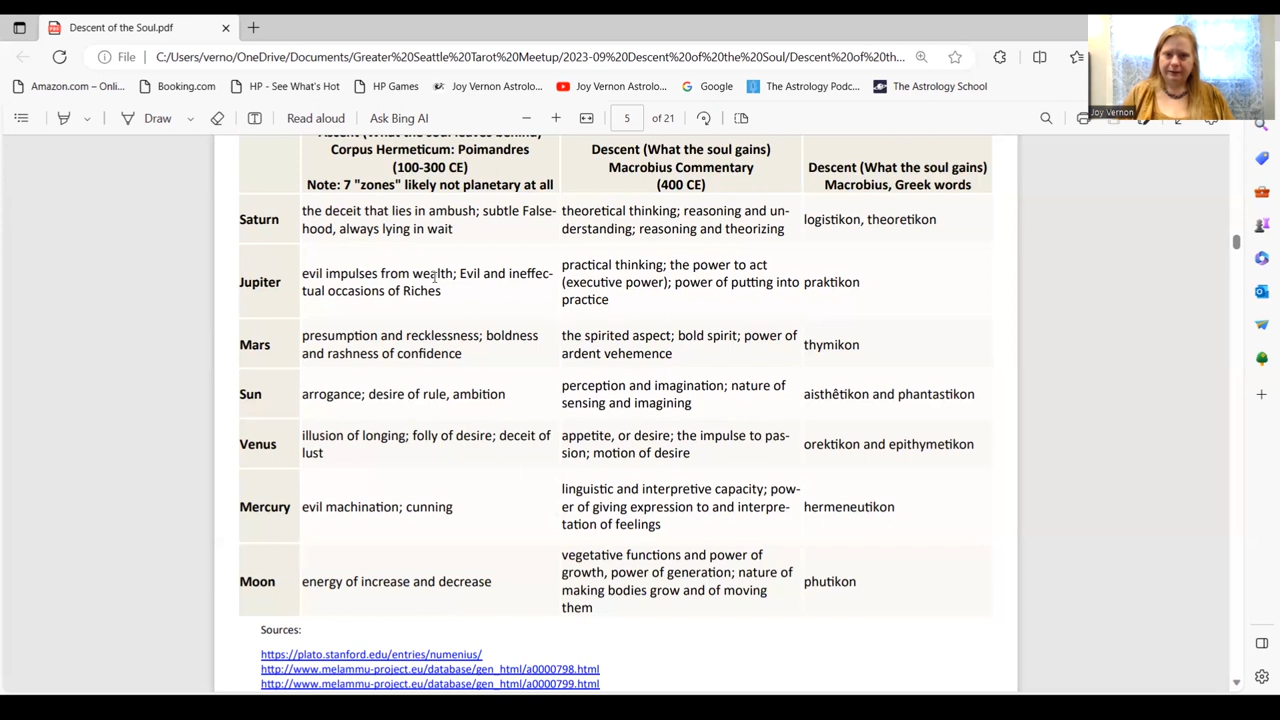 Descent of the Soul.pdf
File
C:/Users/verno/OneDrive/Documents/Greater%20Seattle%20Tarot%20Meetup/2023-09%20Descent%20of%20the%20Soul/Descent%20of%20th...
Amazon.com – Onli...
Booking.com
HP - See What's Hot
HP Games
Joy Vernon Astrolo...
Joy Vernon Astrolo...
Google
The Astrology Podc...
The Astrology School
Draw
Read aloud
Ask Bing AI
5
of 21
Joy Vernon
Corpus Hermeticum: Poimandres
(100-300 CE)
Note: 7 "zones" likely not planetary at all
Descent (What the soul gains)
Macrobius Commentary
(400 CE)
Descent (What the soul gains)
Macrobius, Greek words
Saturn
the deceit that lies in ambush; subtle False-
hood, always lying in wait
theoretical thinking; reasoning and un-
derstanding; reasoning and theorizing
logistikon, theoretikon
Jupiter
evil impulses from wealth; Evil and ineffec-
tual occasions of Riches
practical thinking; the power to act
(executive power); power of putting into
practice
praktikon
Mars
presumption and recklessness; boldness
and rashness of confidence
the spirited aspect; bold spirit; power of
ardent vehemence
thymikon
Sun
arrogance; desire of rule, ambition
perception and imagination; nature of
sensing and imagining
aisthêtikon and phantastikon
Venus
illusion of longing; folly of desire; deceit of
lust
appetite, or desire; the impulse to pas-
sion; motion of desire
orektikon and epithymetikon
Mercury
evil machination; cunning
linguistic and interpretive capacity; pow-
er of giving expression to and interpre-
tation of feelings
hermeneutikon
Moon
energy of increase and decrease
vegetative functions and power of
growth, power of generation; nature of
making bodies grow and of moving
them
phutikon
Sources:
https://plato.stanford.edu/entries/numenius/
http://www.melammu-project.eu/database/gen_html/a0000798.html
http://www.melammu-project.eu/database/gen_html/a0000799.html